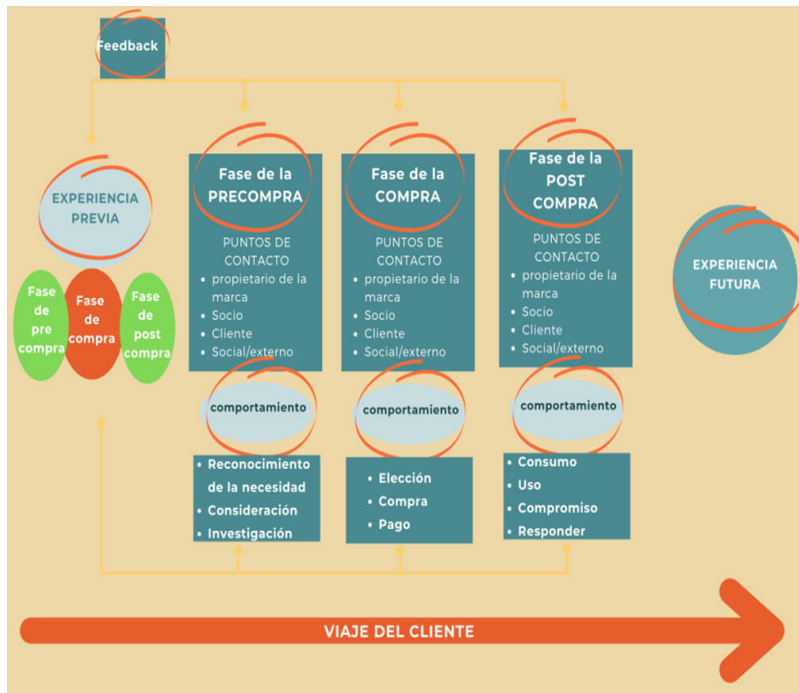 Feedback
EXPERIENCIA
PREVIA
Fase
de
pre
compra
Fase
de
compra
Fase
de
post
compra
Fase de la
PRECOMPRA
PUNTOS DE
CONTACTO
• propietario de la
marca
• Socio
• Cliente
• Social/externo
comportamiento
• Reconocimiento
de la necesidad
• Consideración
• Investigación
Fase de la
COMPRA
PUNTOS DE
CONTACTO
• propietario de la
marca
• Socio
• Cliente
• Social/externo
comportamiento
• Elección
• Compra
• Pago
Fase de la
POST
COMPRA
PUNTOS DE
CONTACTO
• propietario de la
marca
• Socio
• Cliente
• Social/externo
comportamiento
• Consumo
• Uso
• Compromiso
• Responder
EXPERIENCIA
FUTURA
VIAJE DEL CLIENTE